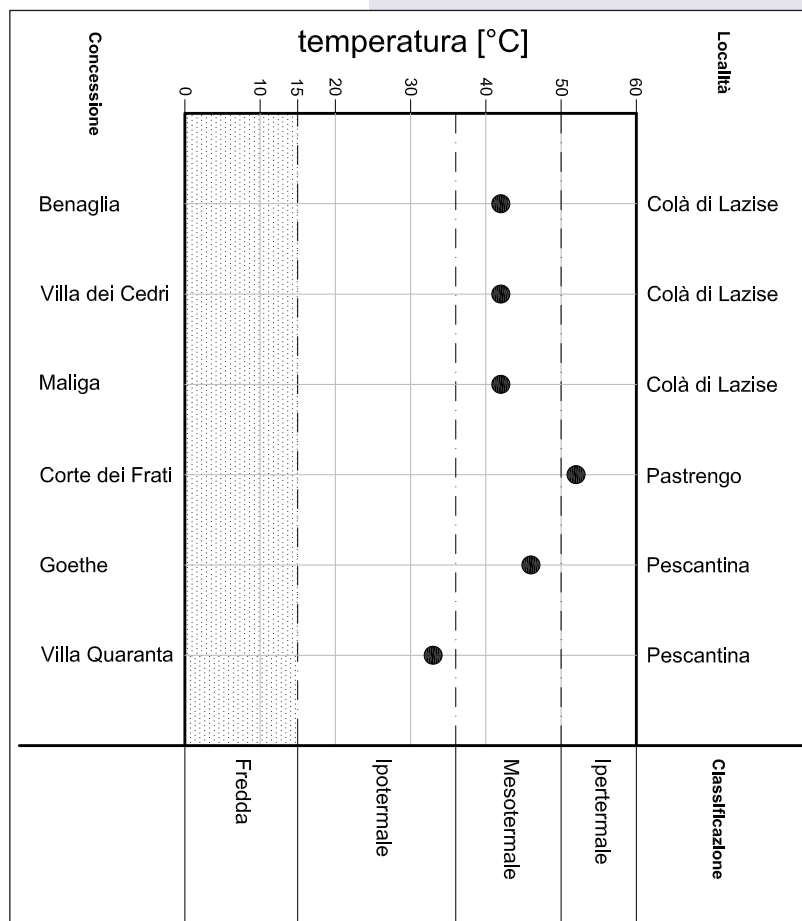 temperatura [°C]
Concessione
Località
0 10 15 20 30 40 50 60
Benaglia Colà di Lazise
Villa dei Cedri Colà di Lazise
Maliga Colà di Lazise
Corte dei Frati Pastrengo
Goethe Pescantina
Villa Quaranta Pescantina
Fredda Ipotermale Mesotermale Ipertermale Classificazione